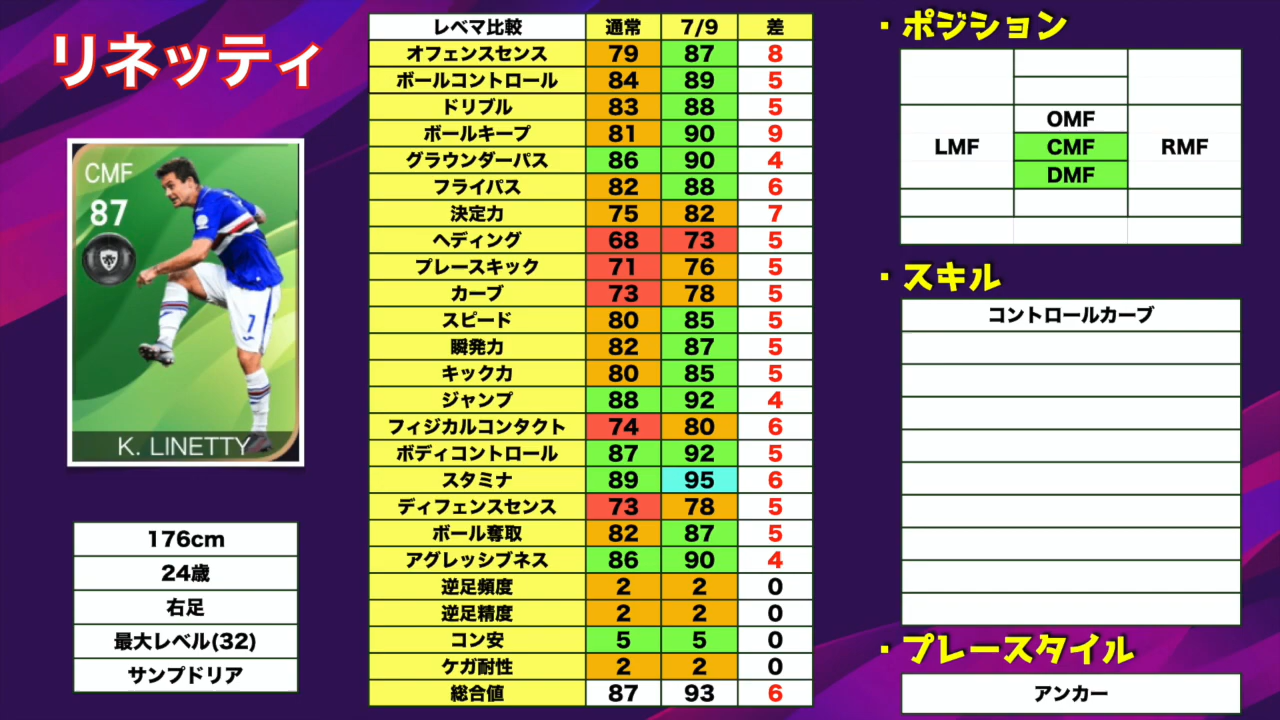 リネッティ
CMF
87
7
K. LINETTY
176cm
24歳
右足
最大レベル(32)
サンプドリア
レベマ比較 通常 7/9 差
オフェンスセンス 79 87 8
ボールコントロール 84 89 5
ドリブル 83 88 5
ボールキープ 81 90 9
グラウンダーパス 86 90 4
フライパス 82 88 6
決定力 75 82 7
ヘディング 68 73 5
プレースキック 71 76 5
カーブ 73 78 5
スピード 80 85 5
瞬発力 82 87 5
キック力 80 85 5
ジャンプ 88 92 4
フィジカルコンタクト 74 80 6
ボディコントロール 87 92 5
スタミナ 89 95 6
ディフェンスセンス 73 78 5
ボール奪取 82 87 5
アグレッシブネス 86 90 4
逆足頻度 2 2 0
逆足精度 2 2 0
コン安 5 5 0
ケガ耐性 2 2 0
総合値 87 93 6
・ポジション
OMF
LMF CMF RMF
DMF
・スキル
コントロールカーブ
・プレースタイル
アンカー